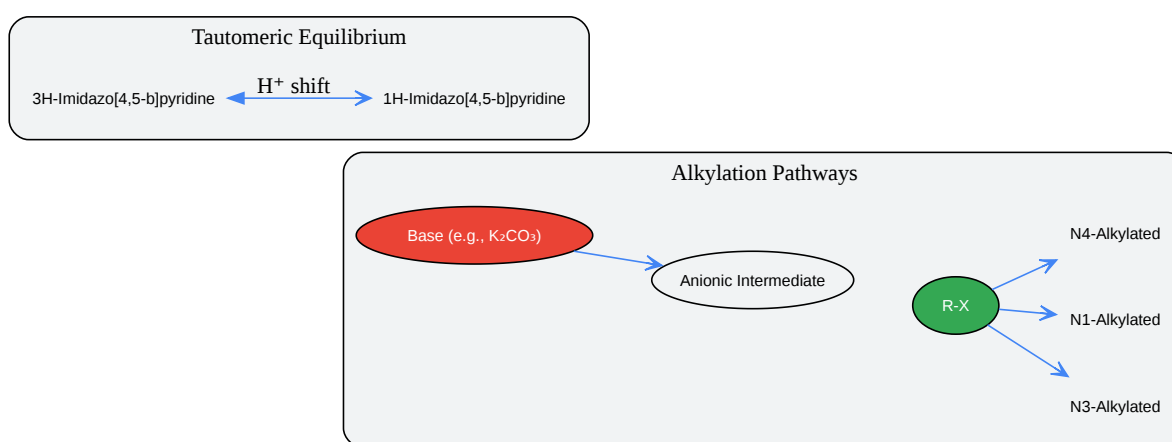 Tautomeric Equilibrium
3H-Imidazo[4,5-b]pyridine
H⁺ shift
1H-Imidazo[4,5-b]pyridine
Alkylation Pathways
Base (e.g., K₂CO₃)
Anionic Intermediate
R-X
N4-Alkylated
N1-Alkylated
N3-Alkylated